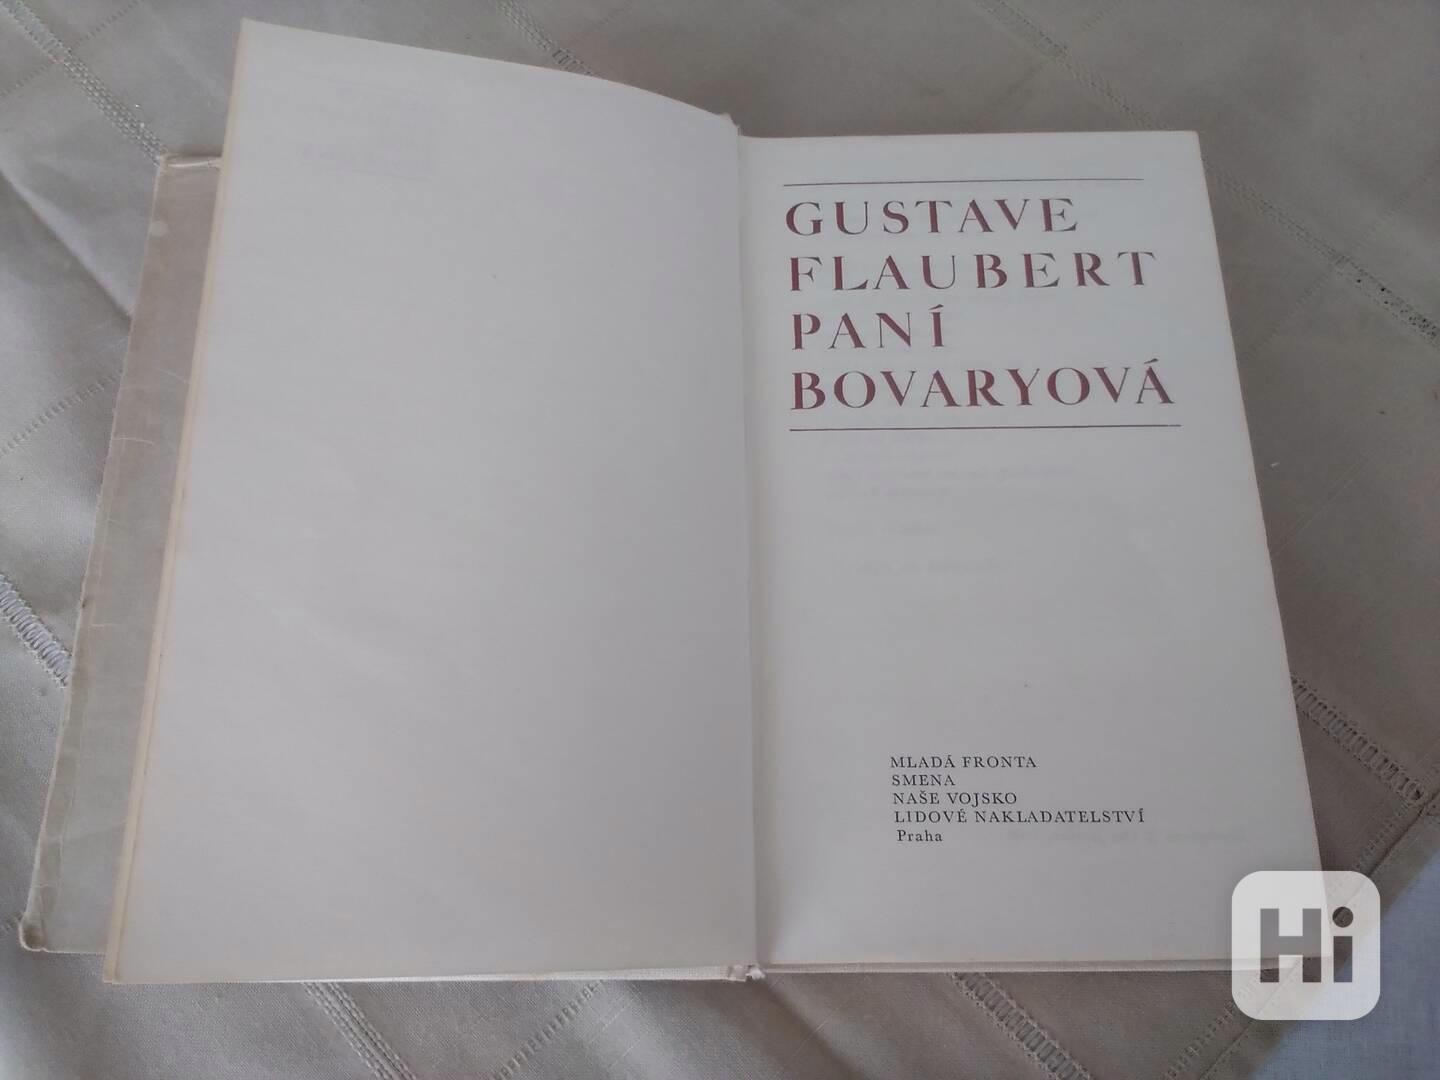 GUSTAVE
FLAUBERT
PANÍ
BOVARYOVÁ
MLADÁ FRONTA
SMENA
NAŠE VOJSKO
LIDOVÉ NAKLADATELSTVÍ
Praha
Hi